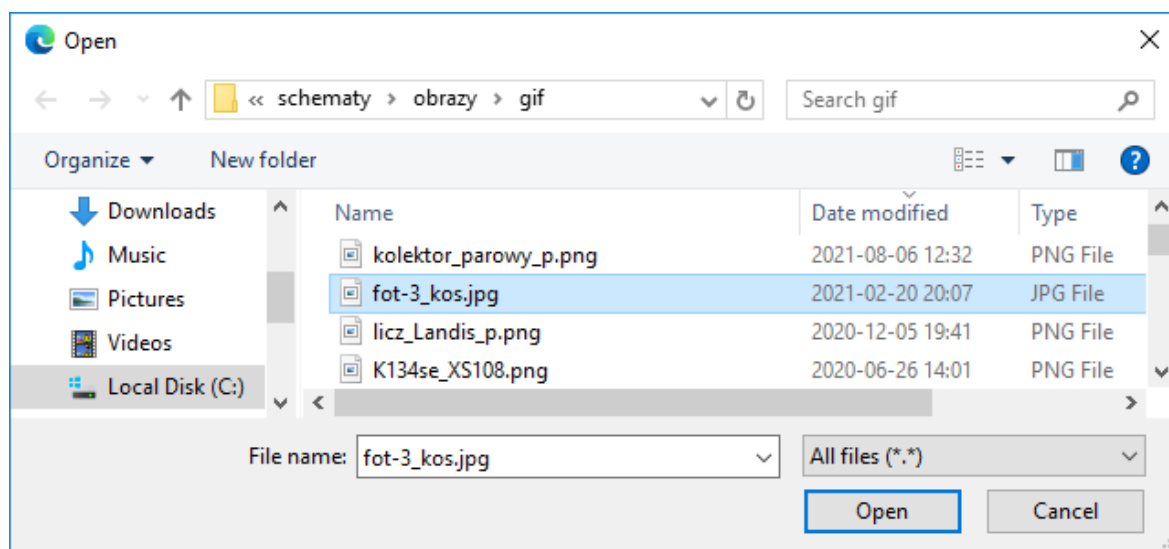 Open
« schematy › obrazy › gif
Search gif
Organize
New folder
Downloads
Music
Pictures
Videos
Local Disk (C:)
Name Date modified Type
kolektor_parowy_p.png 2021-08-06 12:32 PNG File
fot-3_kos.jpg 2021-02-20 20:07 JPG File
licz_Landis_p.png 2020-12-05 19:41 PNG File
K134se_XS108.png 2020-06-26 14:01 PNG File
File name: fot-3_kos.jpg All files (*.*)
Open Cancel